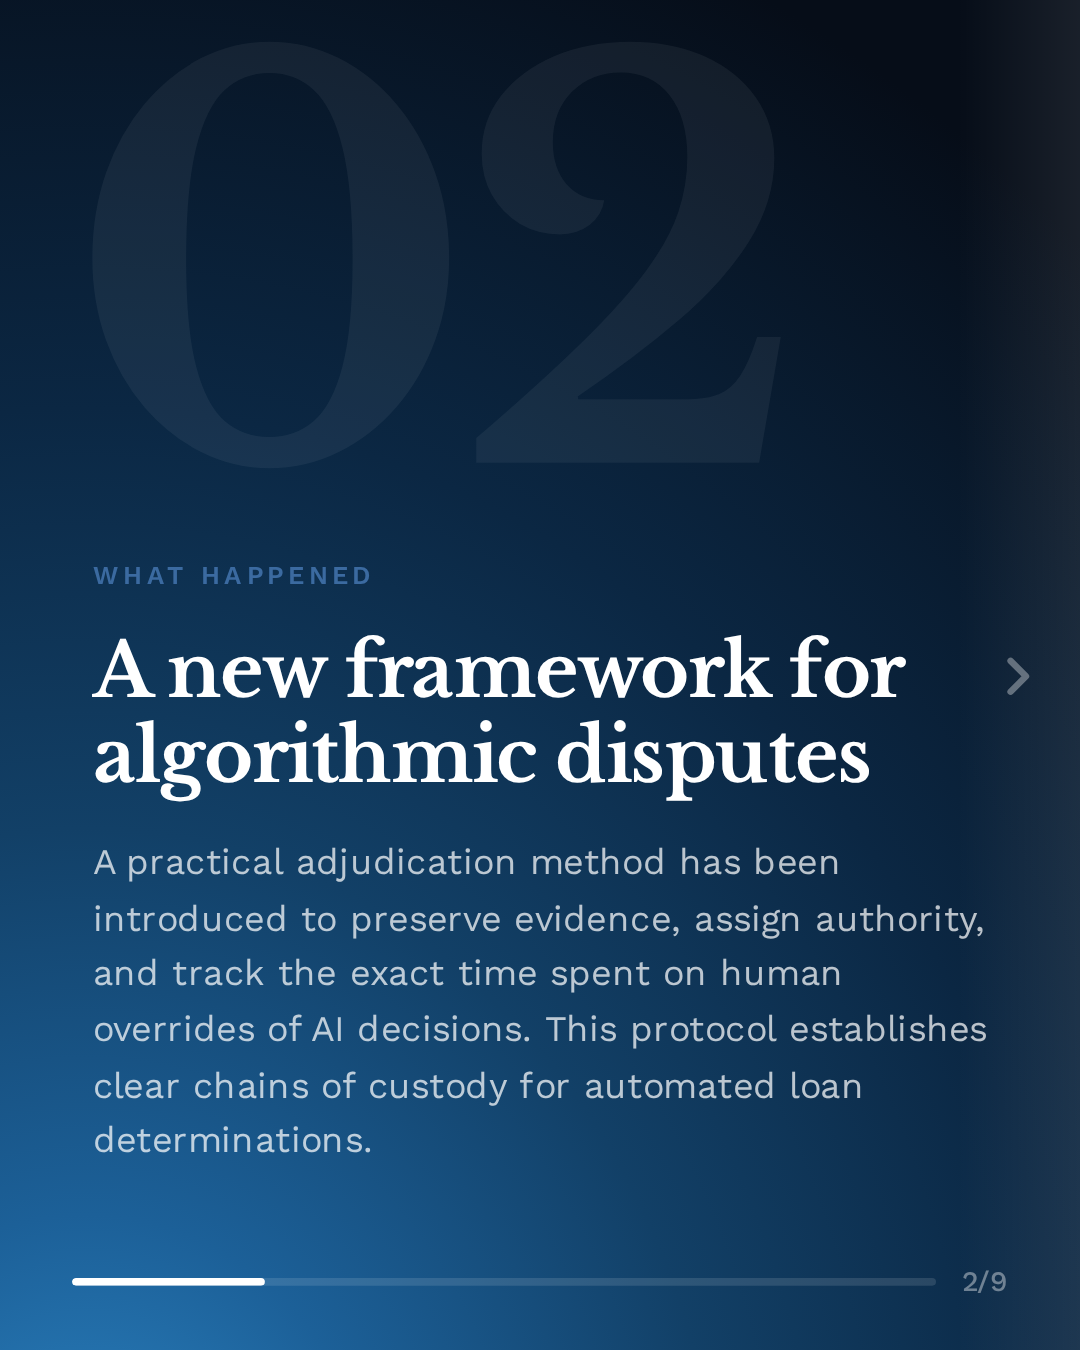 02
WHAT HAPPENED
A new framework for
algorithmic disputes
A practical adjudication method has been
introduced to preserve evidence, assign authority,
and track the exact time spent on human
overrides of AI decisions. This protocol establishes
clear chains of custody for automated loan
determinations.
2/9